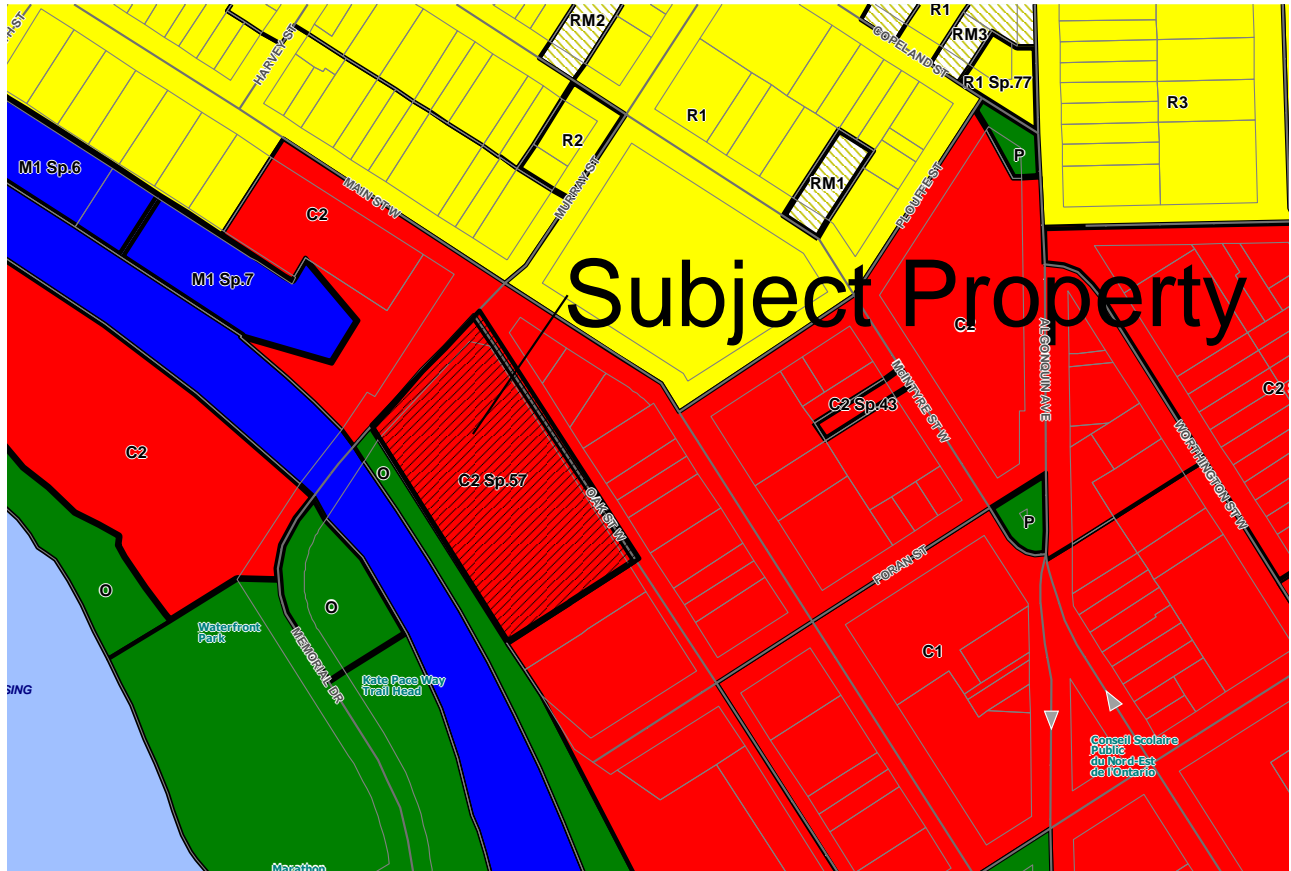 RM2
R1
RM3
COPELAND ST
HARVEY ST
R1 Sp.77
R3
R1
R2
P
M1 Sp.6
RM1
MAIN ST W
MURRAY ST
PLOUFFE ST
C2
M1 Sp.7
Subject Property
C2
ALGONQUIN AVE
McINTYRE ST W
C2 Sp.43
C2
C2
O
C2 Sp.57
WORTHINGTON ST W
OAK ST W
P
FORAN ST
O
O
Waterfront
Park
MEMORIAL DR
C1
Kate Pace Way
Trail Head
SING
Conseil Scolaire
Public
du Nord-Est
de l'Ontario
Marathon